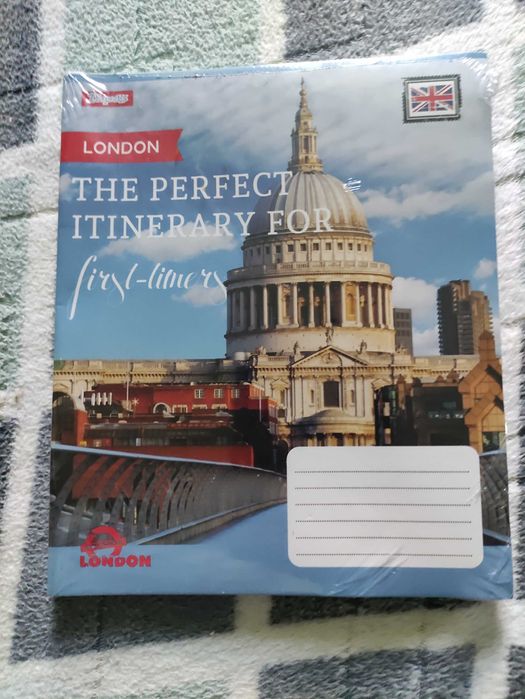 LONDON
THE PERFECT
ITINERARY FOR
first-timers
LONDON